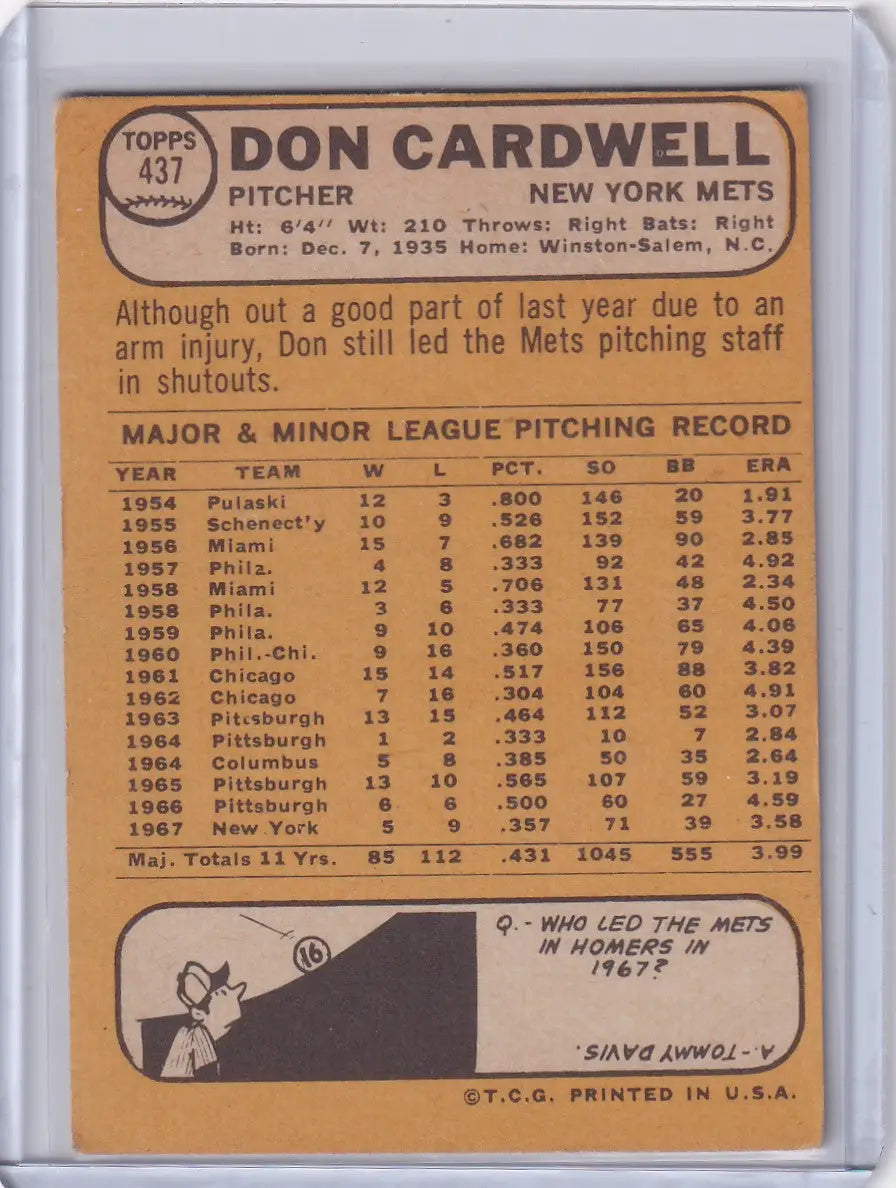 TOPPS
437
DON CARDWELL
PITCHER NEW YORK METS
Ht: 6'4'' Wt: 210 Throws: Right Bats: Right
Born: Dec. 7, 1935 Home: Winston-Salem, N.C.
Although out a good part of last year due to an
arm injury, Don still led the Mets pitching staff
in shutouts.
MAJOR & MINOR LEAGUE PITCHING RECORD
YEAR TEAM W L PCT. SO BB ERA
1954 Pulaski 12 3 .800 146 20 1.91
1955 Schenect'y 10 9 .526 152 59 3.77
1956 Miami 15 7 .682 139 90 2.85
1957 Phila. 4 8 .333 92 42 4.92
1958 Miami 12 5 .706 131 48 2.34
1958 Phila. 3 6 .333 77 37 4.50
1959 Phila. 9 10 .474 106 65 4.06
1960 Phil.-Chi. 9 16 .360 150 79 4.39
1961 Chicago 15 14 .517 156 88 3.82
1962 Chicago 7 16 .304 104 60 4.91
1963 Pittsburgh 13 15 .464 112 52 3.07
1964 Pittsburgh 1 2 .333 10 7 2.84
1964 Columbus 5 8 .385 50 35 2.64
1965 Pittsburgh 13 10 .565 107 59 3.19
1966 Pittsburgh 6 6 .500 60 27 4.59
1967 New York 5 9 .357 71 39 3.58
Maj. Totals 11 Yrs. 85 112 .431 1045 555 3.99
16
Q.- WHO LED THE METS
IN HOMERS IN
1967?
A.- TOMMY DAVIS.
©T.C.G. PRINTED IN U.S.A.